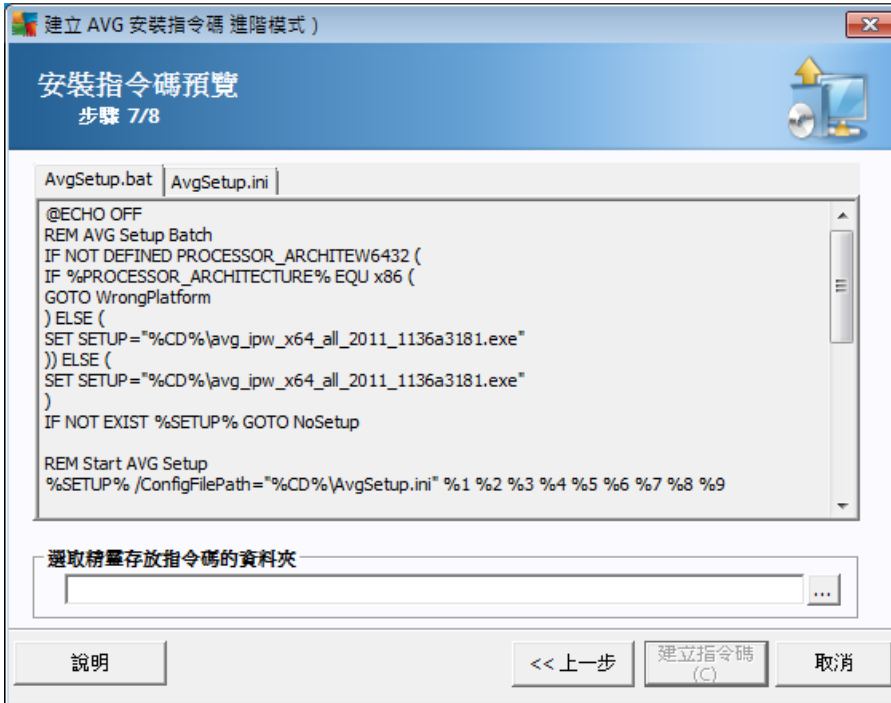 建立 AVG 安裝指令碼 進階模式 )
安裝指令碼預覽
步驟 7/8
AvgSetup.bat
AvgSetup.ini
@ECHO OFF
REM AVG Setup Batch
IF NOT DEFINED PROCESSOR_ARCHITEW6432 (
IF %PROCESSOR_ARCHITECTURE% EQU x86 (
GOTO WrongPlatform
) ELSE (
SET SETUP="%CD%\avg_ipw_x64_all_2011_1136a3181.exe"
)) ELSE (
SET SETUP="%CD%\avg_ipw_x64_all_2011_1136a3181.exe"
)
IF NOT EXIST %SETUP% GOTO NoSetup
REM Start AVG Setup
%SETUP% /ConfigFilePath="%CD%\AvgSetup.ini" %1 %2 %3 %4 %5 %6 %7 %8 %9
選取精靈存放指令碼的資料夾
...
說明
<< 上一步
建立指令碼
(C)
取消